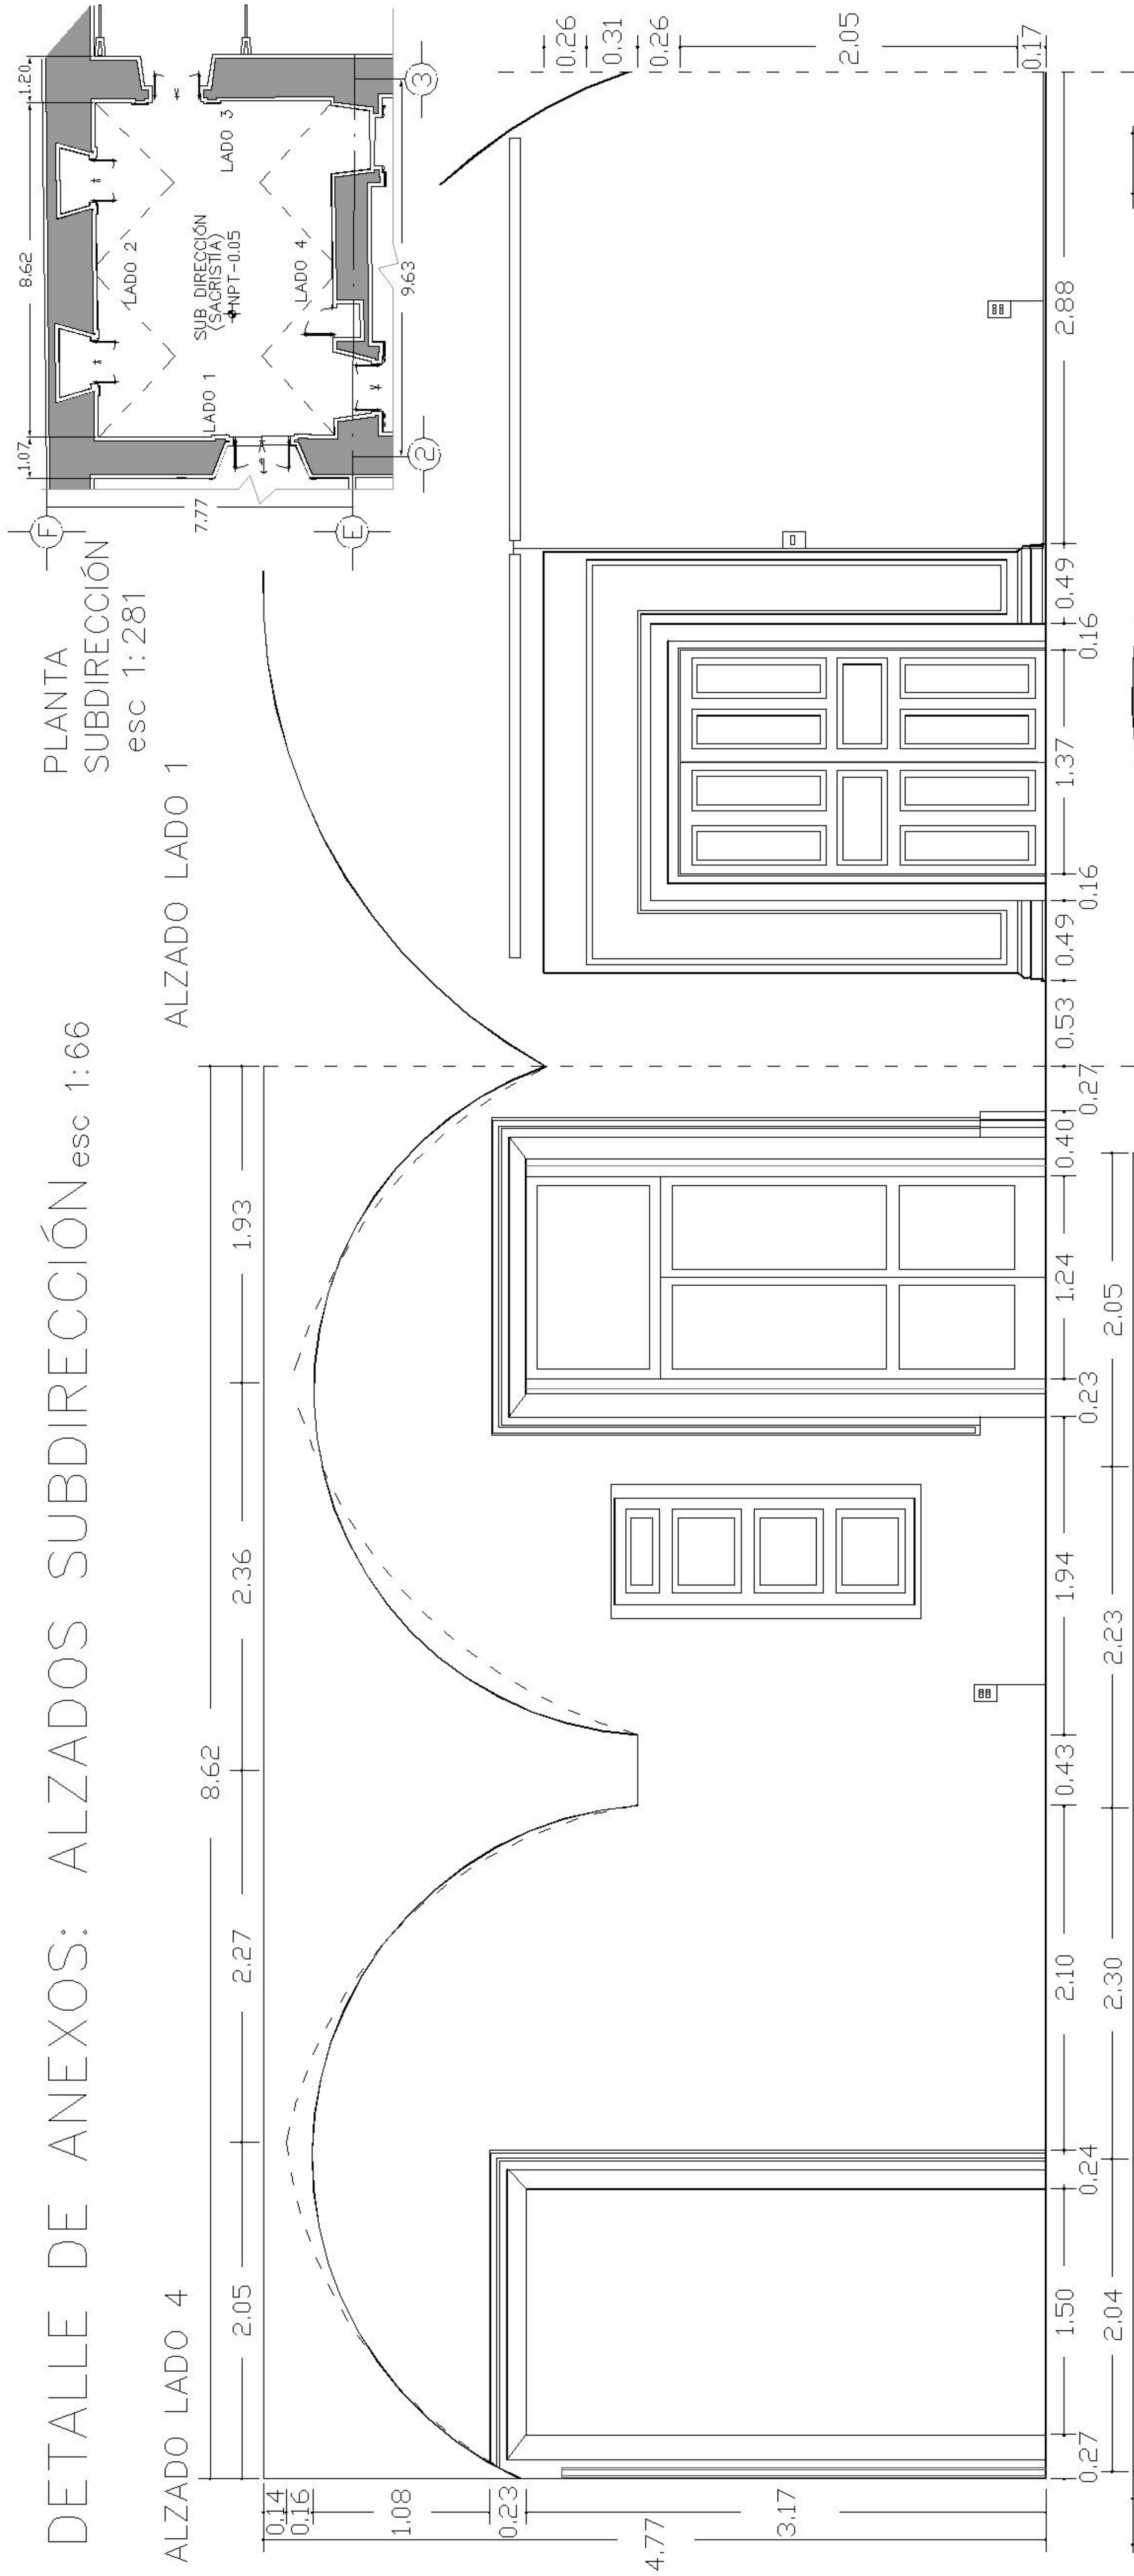 DETALLE DE ANEXOS: ALZADOS SUBDIRECCIÓN esc 1:66
PLANTA
SUBDIRECCIÓN
esc 1:281
ALZADO LADO 4
ALZADO LADO 1
F
E
7.77
1.07
8.62
1.20
LADO 2
LADO 1
SUB DIRECCIÓN
(SACRISTIA)
NPT-0.05
LADO 3
LADO 4
9.63
2
3
8.62
2.05
2.27
2.36
1.93
0.14
0.16
1.08
0.23
3.17
4.77
0.26
0.31
0.26
2.05
0.17
0.27
1.50
0.24
2.10
0.43
1.94
0.23
1.24
0.40
0.27
0.53
0.49
0.16
1.37
0.16
0.49
2.88
2.04
2.30
2.23
2.05